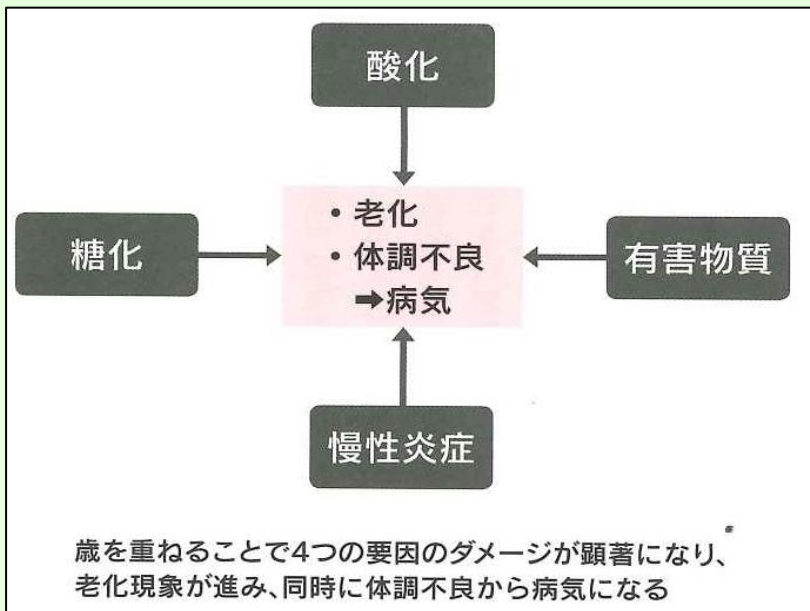 酸化
糖化
・老化
・体調不良
➡病気
有害物質
慢性炎症
歳を重ねることで4つの要因のダメージが顕著になり、
老化現象が進み、同時に体調不良から病気になる